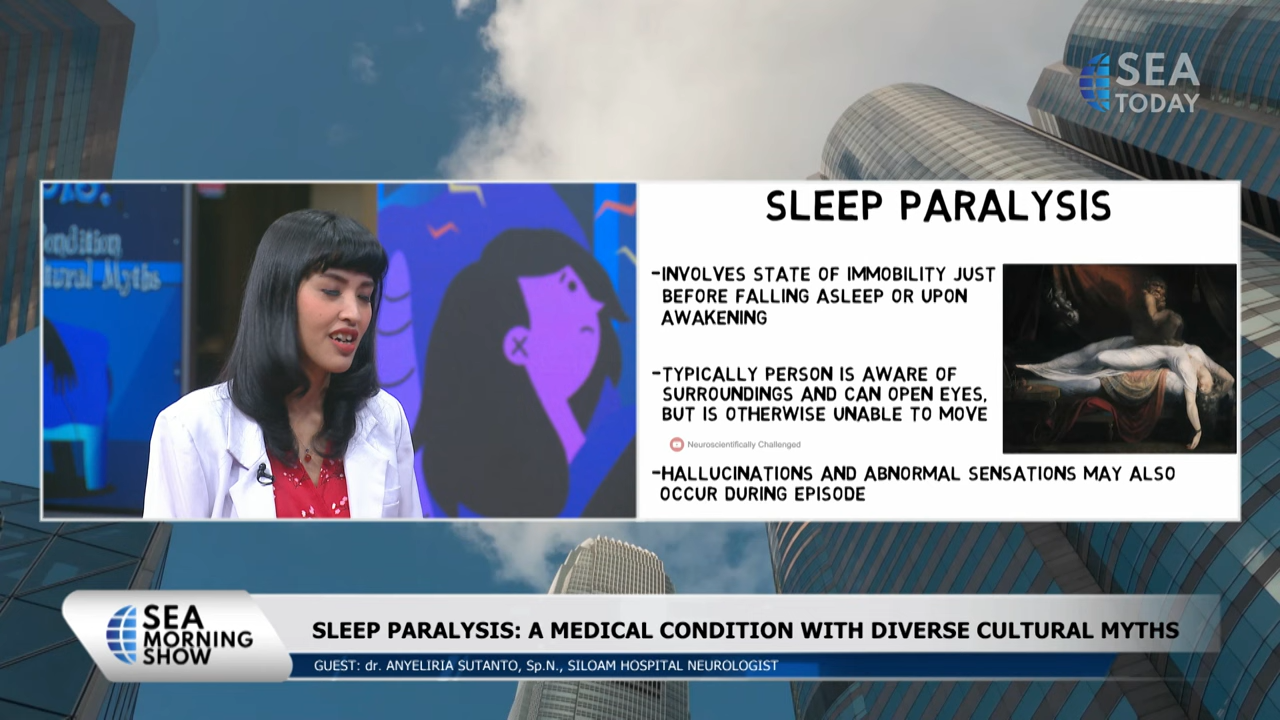 SEA
TODAY
ondition
tural Myths
SLEEP PARALYSIS
-INVOLVES STATE OF IMMOBILITY JUST
BEFORE FALLING ASLEEP OR UPON
AWAKENING
-TYPICALLY PERSON IS AWARE OF
SURROUNDINGS AND CAN OPEN EYES,
BUT IS OTHERWISE UNABLE TO MOVE
Neuroscientifically Challenged
-HALLUCINATIONS AND ABNORMAL SENSATIONS MAY ALSO
OCCUR DURING EPISODE
SEA
MORNING
SHOW
SLEEP PARALYSIS: A MEDICAL CONDITION WITH DIVERSE CULTURAL MYTHS
GUEST: dr. ANYELIRIA SUTANTO, Sp.N., SILOAM HOSPITAL NEUROLOGIST